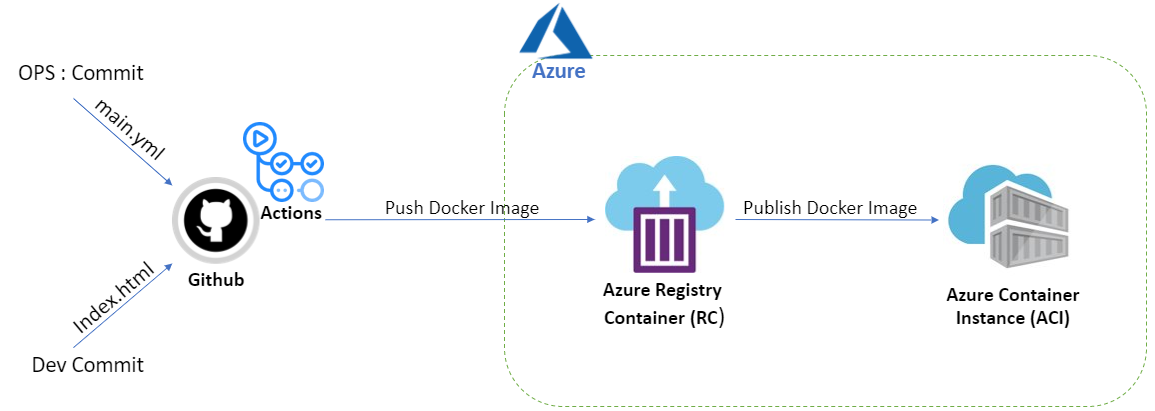 Azure
OPS : Commit
main.yml
Actions
Push Docker Image
Publish Docker Image
Github
Index.html
Dev Commit
Azure Registry
Container (RC)
Azure Container
Instance (ACI)